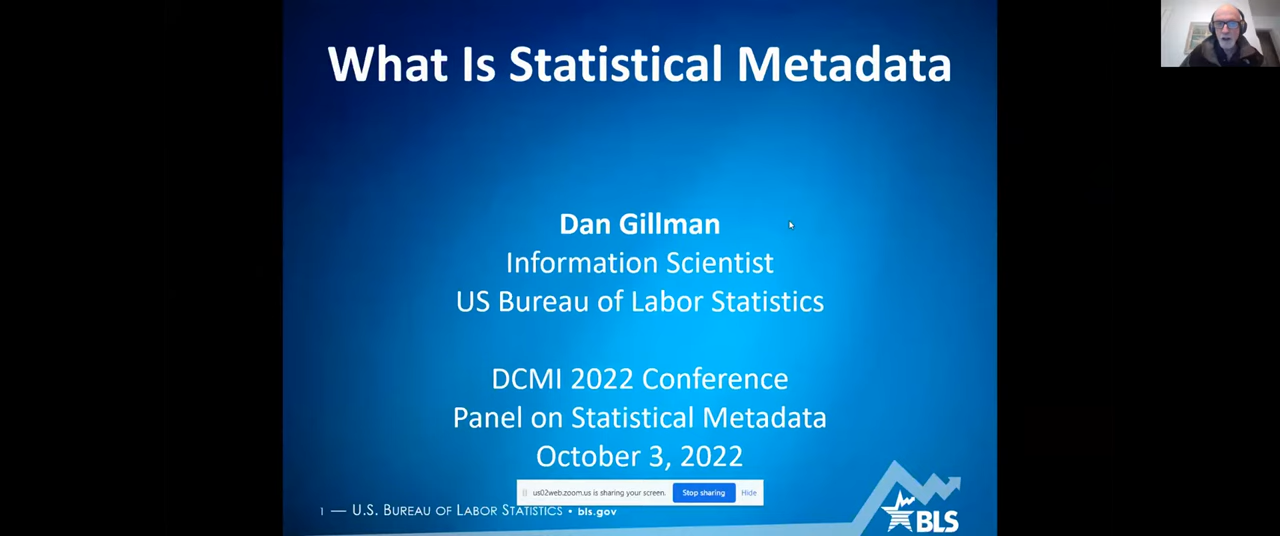 What Is Statistical Metadata
Dan Gillman
Information Scientist
US Bureau of Labor Statistics
DCMI 2022 Conference
Panel on Statistical Metadata
October 3, 2022
us02web.zoom.us is sharing your screen. Stop sharing Hide
1 — U.S. BUREAU OF LABOR STATISTICS • bls.gov
BLS